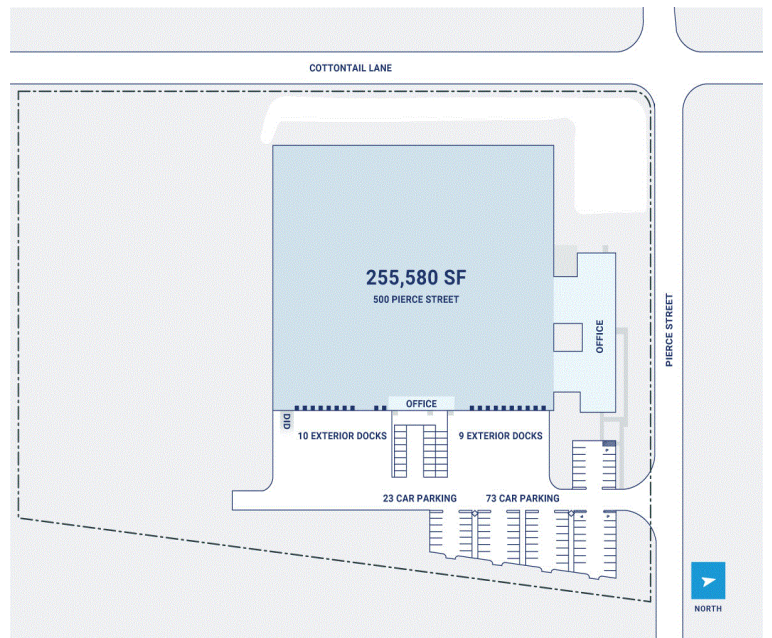 COTTONTAIL LANE
255,580 SF
500 PIERCE STREET
OFFICE
PIERCE STREET
OFFICE
DID
10 EXTERIOR DOCKS
9 EXTERIOR DOCKS
23 CAR PARKING
73 CAR PARKING
NORTH